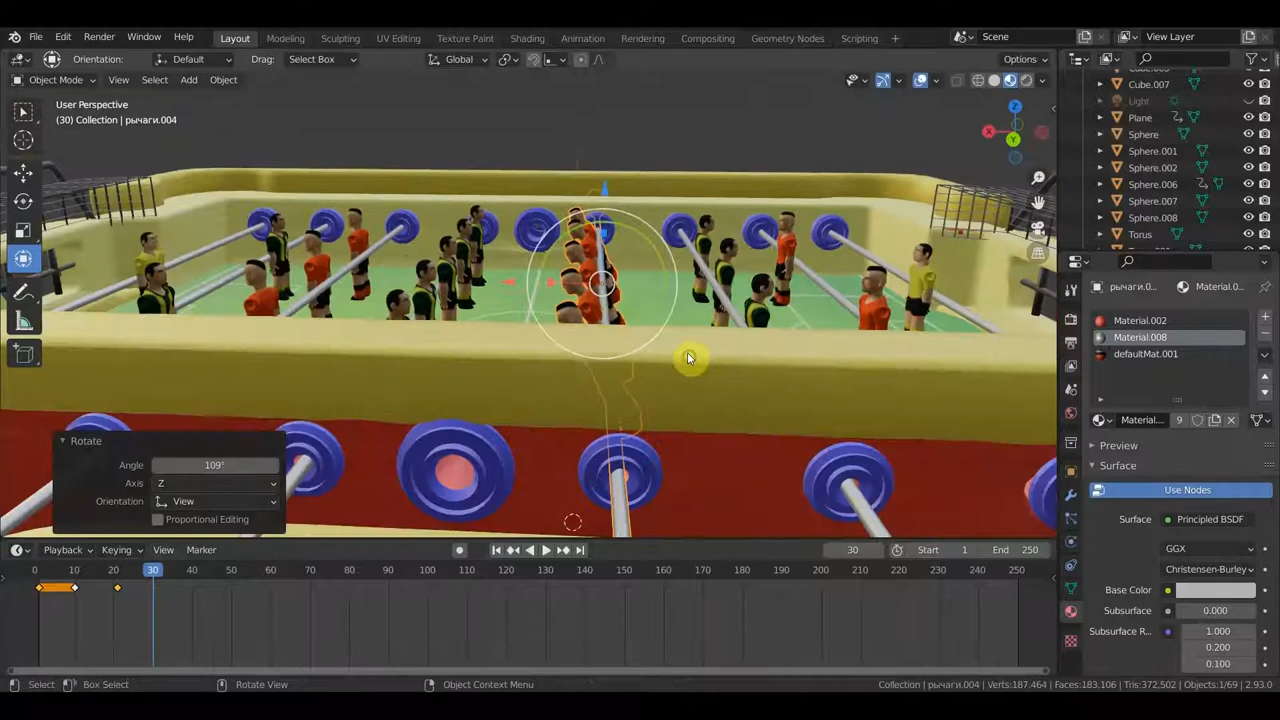 File Edit Render Window Help Layout Modeling Sculpting UV Editing Texture Paint Shading Animation Rendering Compositing Geometry Nodes Scripting + Scene View Layer
Orientation: Default Drag: Select Box Global Options
Object Mode View Select Add Object
User Perspective
(30) Collection | рычаги.004
Z
X
Y
Cube.007
Light
Plane
Sphere
Sphere.001
Sphere.002
Sphere.006
Sphere.007
Sphere.008
Torus
рычаги.0... Material.0...
Material.002
Material.008
defaultMat.001
Material.... 9
Preview
Surface
Use Nodes
Surface Principled BSDF
GGX
Christensen-Burley
Base Color
Subsurface 0.000
Subsurface R... 1.000
0.200
0.100
Rotate
Angle 109°
Axis Z
Orientation View
Proportional Editing
Playback Keying View Marker 30 Start 1 End 250
0 10 20 30 40 50 60 70 80 90 100 110 120 130 140 150 160 170 180 190 200 210 220 230 240 250
Select Box Select Rotate View Object Context Menu Collection | рычаги.004 | Verts:187.464 | Faces:183.106 | Tris:372,502 | Objects:1/69 | 2.93.0